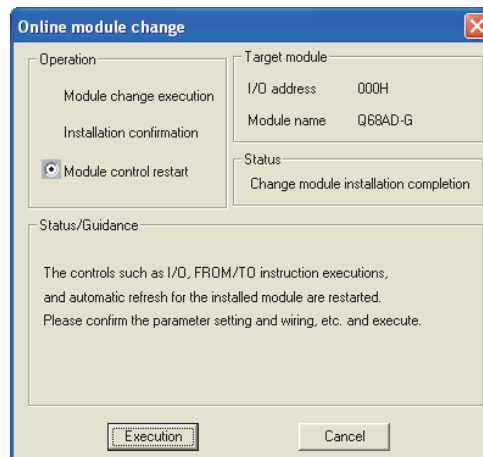 Online module change
Operation
Module change execution
Installation confirmation
Module control restart
Target module
I/O address 000H
Module name Q68AD-G
Status
Change module installation completion
Status/Guidance
The controls such as I/O, FROM/TO instruction executions,
and automatic refresh for the installed module are restarted.
Please confirm the parameter setting and wiring, etc. and execute.
Execution Cancel